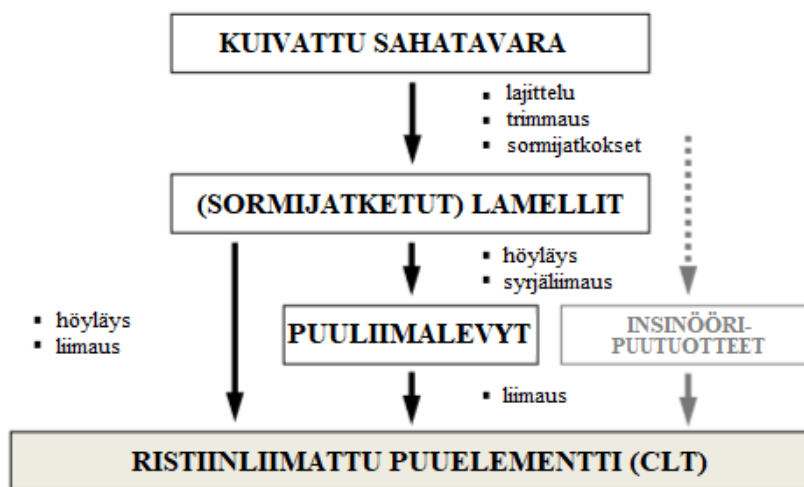 KUIVATTU SAHATAVARA
▪ lajittelu
▪ trimmaus
▪ sormijatkokset
(SORMIJATKETUT) LAMELLIT
▪ höyläys
▪ syrjäliimaus
▪ höyläys
▪ liimaus
PUULIIMALEVYT
INSINÖÖRI-
PUUTUOTTEET
▪ liimaus
RISTIINLIIMATTU PUUELEMENTTI (CLT)